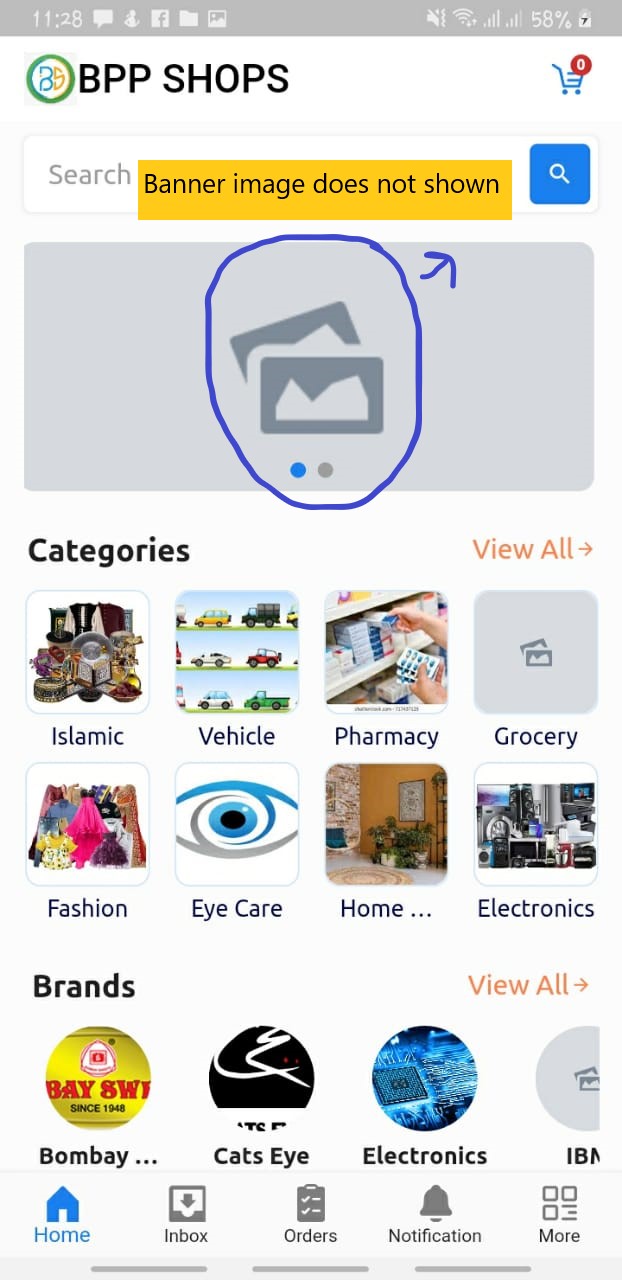 11:28
58%
BPP SHOPS
0
Search
Banner image does not shown
Categories
View All
Islamic
Vehicle
Pharmacy
Grocery
Fashion
Eye Care
Home ...
Electronics
Brands
View All
BAY SWE
SINCE 1948
Bombay ...
Cats Eye
Electronics
IBM
Home
Inbox
Orders
Notification
More